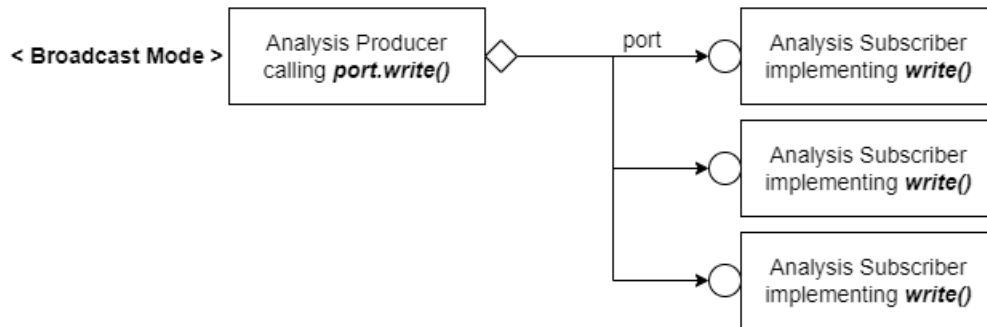 < Broadcast Mode >
Analysis Producer
calling port.write()
port
Analysis Subscriber
implementing write()
Analysis Subscriber
implementing write()
Analysis Subscriber
implementing write()